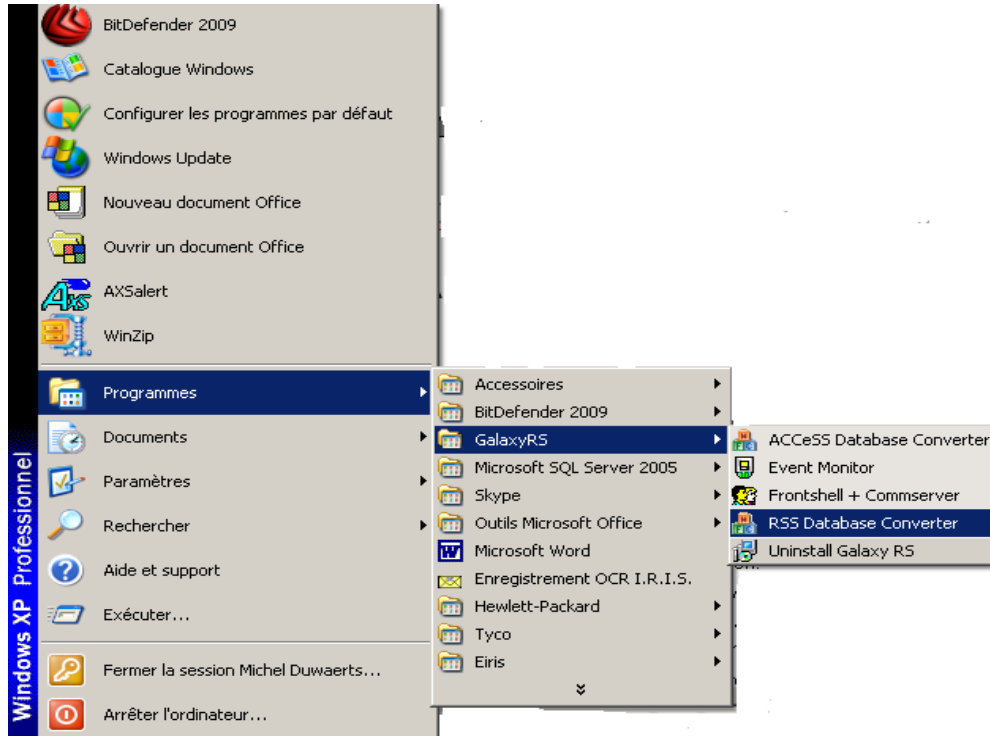 BitDefender 2009
Catalogue Windows
Configurer les programmes par défaut
Windows Update
Nouveau document Office
Ouvrir un document Office
AXSalert
WinZip
Programmes
Documents
Paramètres
Rechercher
Aide et support
Exécuter...
Fermer la session Michel Duwaerts...
Arrêter l'ordinateur...
Windows XP Professionnel
Accessoires
BitDefender 2009
GalaxyRS
Microsoft SQL Server 2005
Skype
Outils Microsoft Office
Microsoft Word
Enregistrement OCR I.R.I.S.
Hewlett-Packard
Tyco
Eiris
ACCeSS Database Converter
Event Monitor
Frontshell + Commserver
RSS Database Converter
Uninstall Galaxy RS